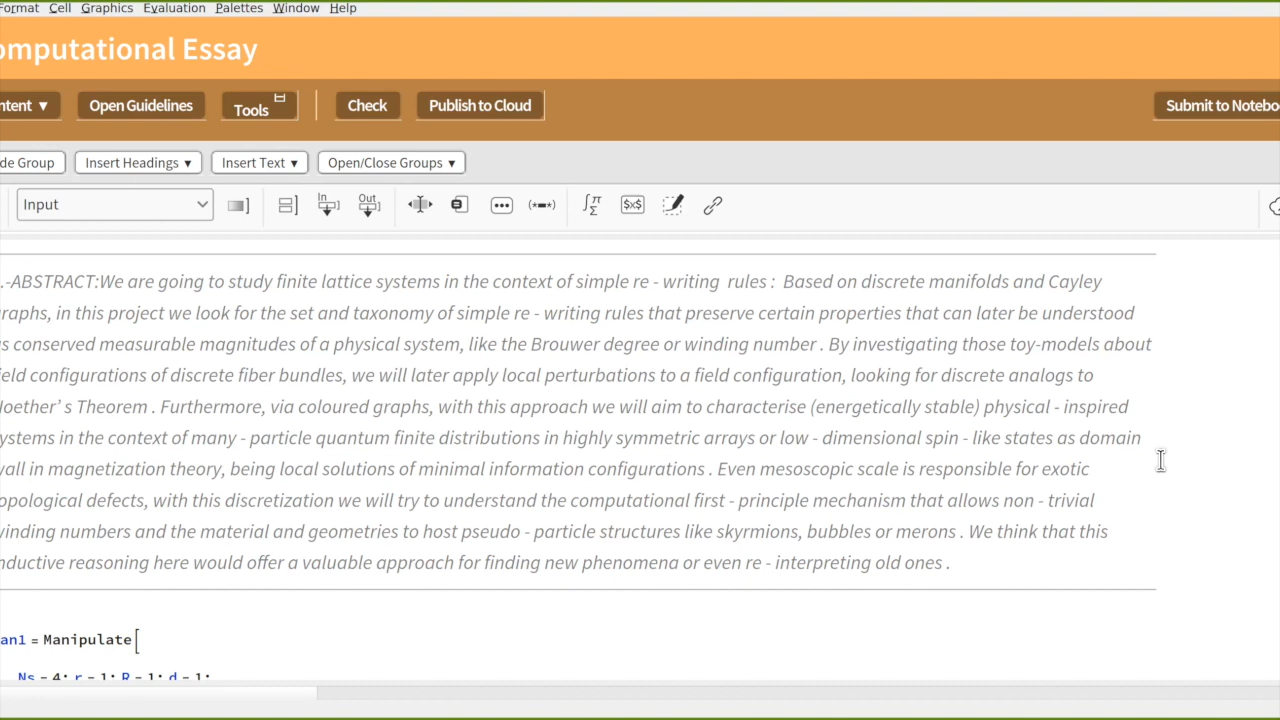 Format Cell Graphics Evaluation Palettes Window Help
omputational Essay
ntent ▼ Open Guidelines Tools Check Publish to Cloud Submit to Notebo
de Group Insert Headings ▼ Insert Text ▼ Open/Close Groups ▼
Input In Out (∗=∗) ∫Σπ $x$
.-ABSTRACT:We are going to study finite lattice systems in the context of simple re - writing rules : Based on discrete manifolds and Cayley
raphs, in this project we look for the set and taxonomy of simple re - writing rules that preserve certain properties that can later be understood
s conserved measurable magnitudes of a physical system, like the Brouwer degree or winding number . By investigating those toy-models about
ield configurations of discrete fiber bundles, we will later apply local perturbations to a field configuration, looking for discrete analogs to
Noether' s Theorem . Furthermore, via coloured graphs, with this approach we will aim to characterise (energetically stable) physical - inspired
ystems in the context of many - particle quantum finite distributions in highly symmetric arrays or low - dimensional spin - like states as domain
wall in magnetization theory, being local solutions of minimal information configurations . Even mesoscopic scale is responsible for exotic
opological defects, with this discretization we will try to understand the computational first - principle mechanism that allows non - trivial
winding numbers and the material and geometries to host pseudo - particle structures like skyrmions, bubbles or merons . We think that this
nductive reasoning here would offer a valuable approach for finding new phenomena or even re - interpreting old ones .
an1 = Manipulate[
Ns = 4; r = 1; R = 1; d = 1;